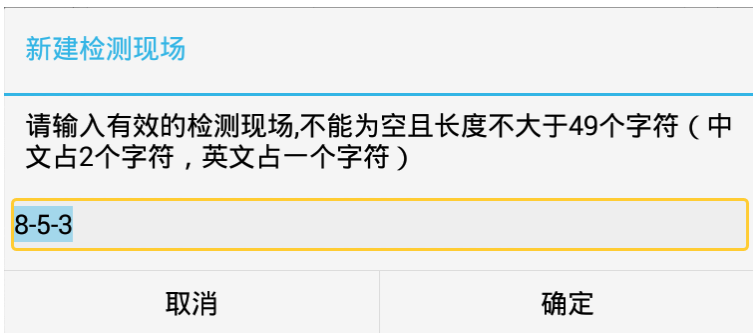 新建检测现场
请输入有效的检测现场,不能为空且长度不大于49个字符（中
文占2个字符，英文占一个字符）
8-5-3
取消
确定